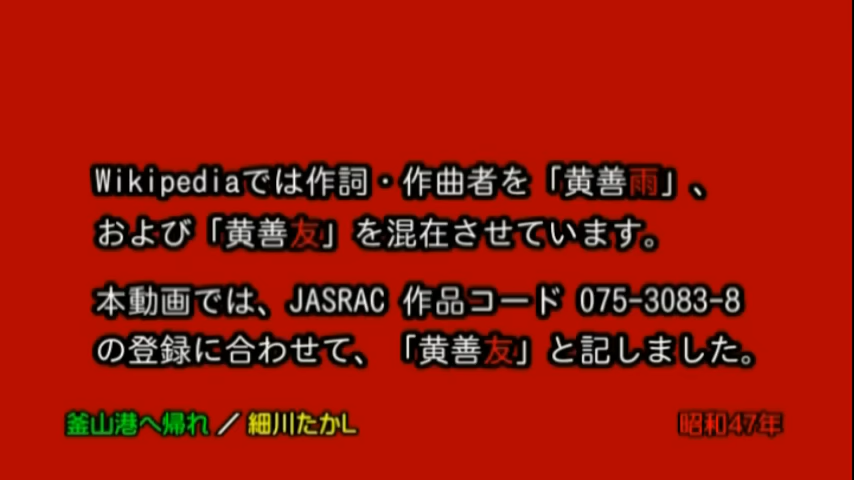 Wikipediaでは作詞・作曲者を「黄善雨」、
および「黄善友」を混在させています。
本動画では、JASRAC 作品コード 075-3083-8
の登録に合わせて、「黄善友」と記しました。
釜山港へ帰れ／細川たかし 昭和47年